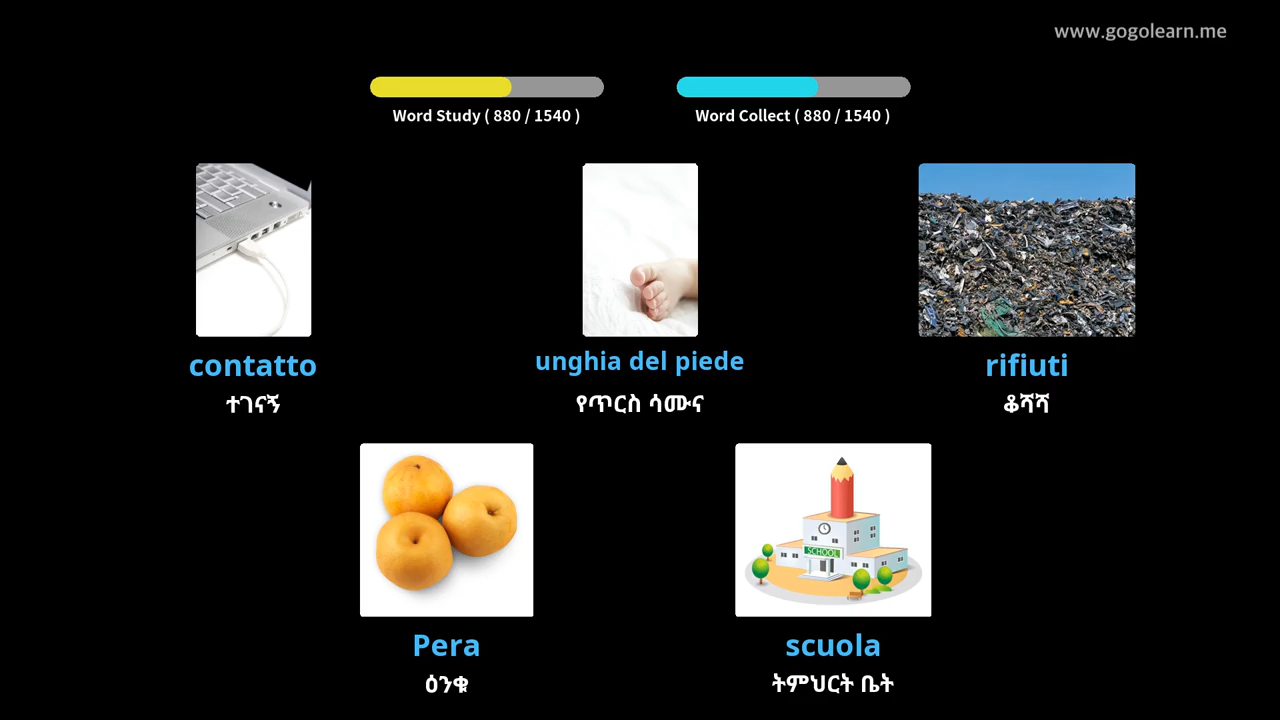 www.gogolearn.me
Word Study ( 880 / 1540 )
Word Collect ( 880 / 1540 )
contatto
ተገናኝ
unghia del piede
የጥርስ ሳሙና
rifiuti
ቆሻሻ
SCHOOL
Pera
ዕንቁ
scuola
ትምህርት ቤት